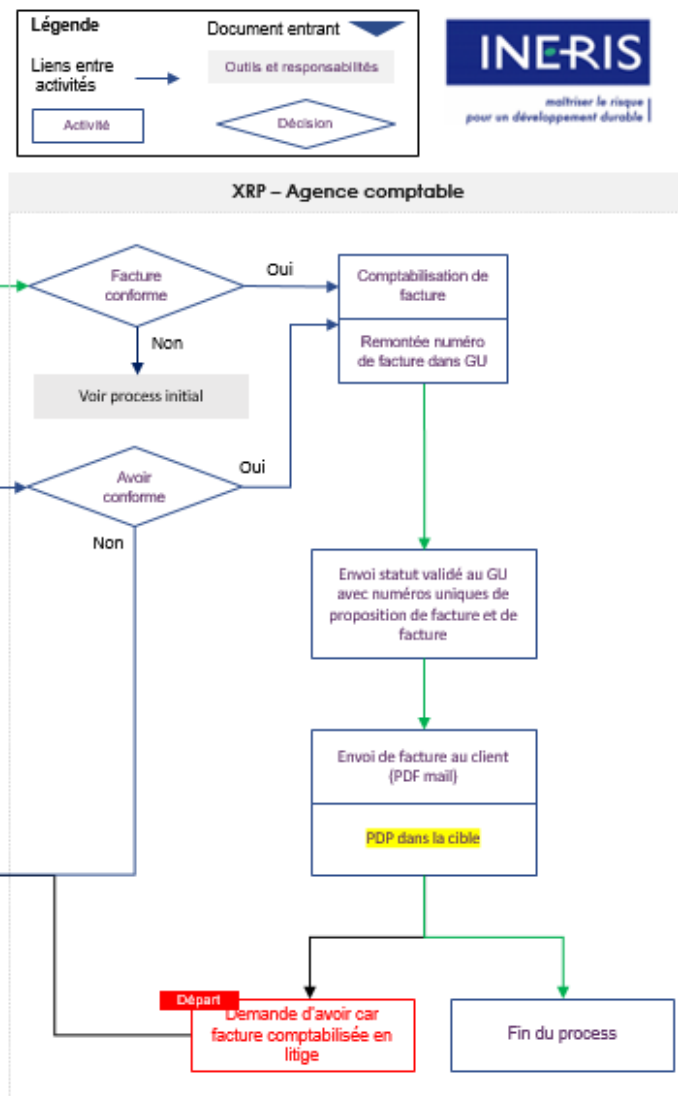 Légende
Document entrant
Liens entre
activités
Outils et responsabilités
Activité
Décision
INERIS
maîtriser le risque
pour un développement durable
XRP – Agence comptable
Facture
conforme
Oui
Comptabilisation de
facture
Non
Remontée numéro
de facture dans GU
Voir process initial
Avoir
conforme
Oui
Non
Envoi statut validé au GU
avec numéros uniques de
proposition de facture et de
facture
Envoi de facture au client
(PDF mail)
PDP dans la cible
Départ
Demande d'avoir car
facture comptabilisée en
litige
Fin du process